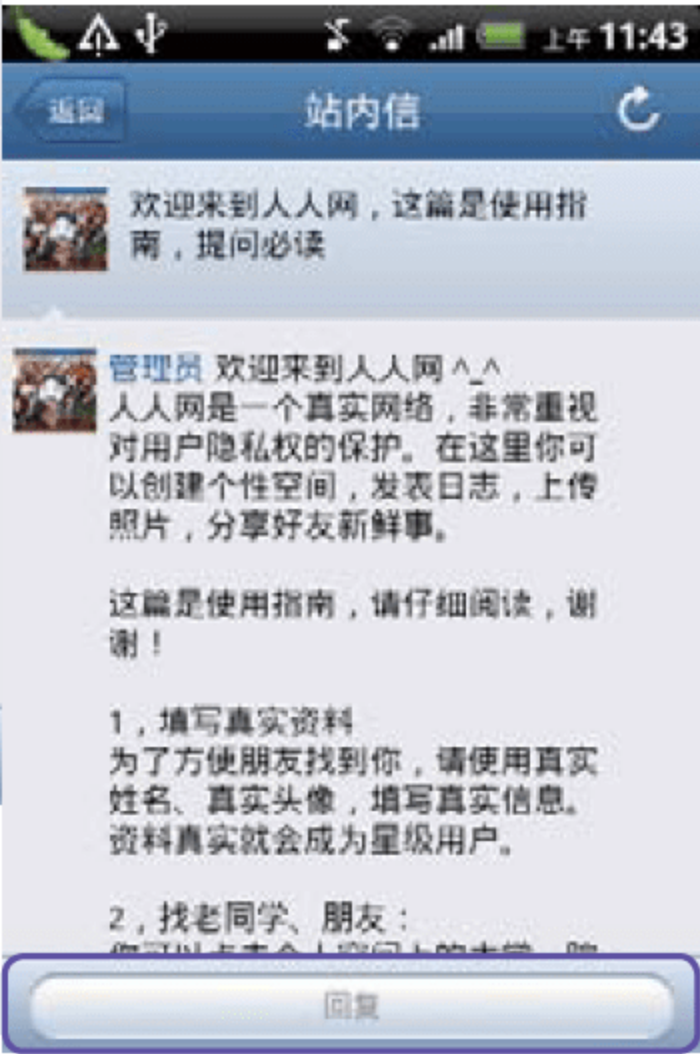 上午 11:43
返回
站内信
欢迎来到人人网，这篇是使用指
南，提问必读
管理员 欢迎来到人人网 ^_^
人人网是一个真实网络，非常重视
对用户隐私权的保护。在这里你可
以创建个性空间，发表日志，上传
照片，分享好友新鲜事。
这篇是使用指南，请仔细阅读，谢
谢！
1，填写真实资料
为了方便朋友找到你，请使用真实
姓名、真实头像，填写真实信息。
资料真实就会成为星级用户。
2，找老同学、朋友：
回复